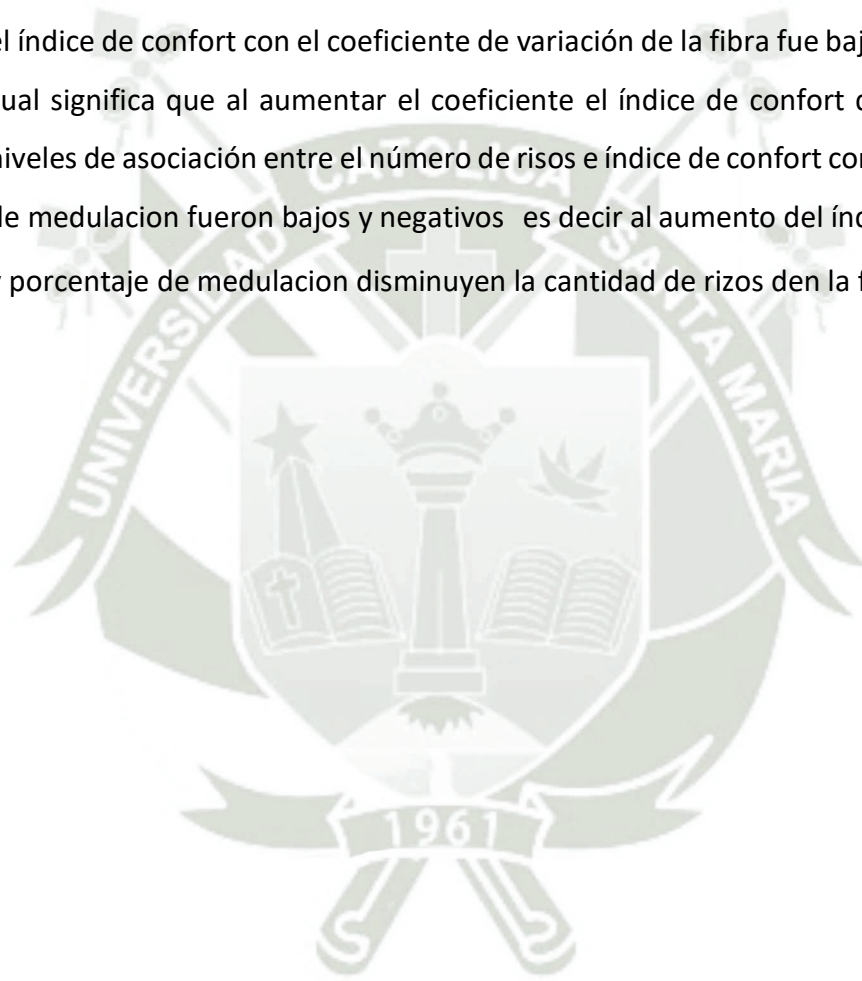 el índice de confort con el coeficiente de variación de la fibra fue baj
ual significa que al aumentar el coeficiente el índice de confort
niveles de asociación entre el número de risos e índice de confort
de medulacion fueron bajos y negativos es decir al aumento del
y porcentaje de medulacion disminuyen la cantidad de rizos den la
UNIVERSIDAD CATOLICA SANTA MARIA
1961